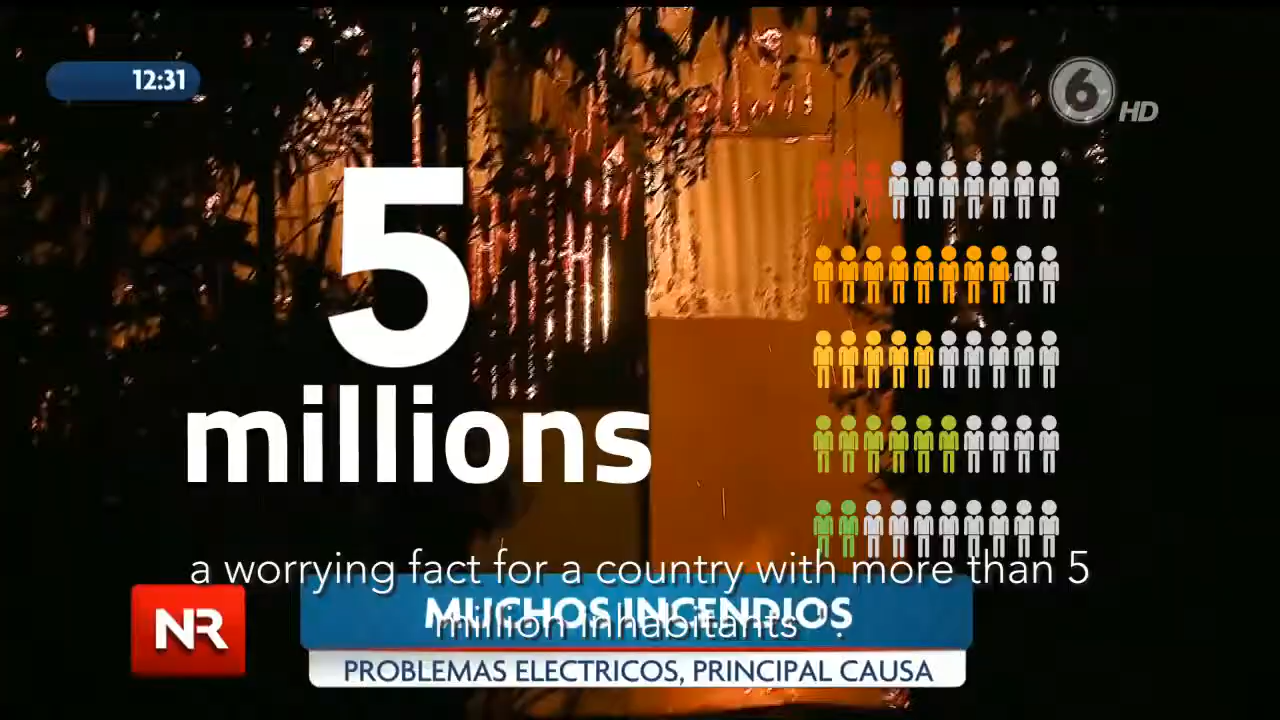 12:31
6
HD
5
millions
a worrying fact for a country with more than 5
million inhabitants".
NR
MUCHOS INCENDIOS
PROBLEMAS ELECTRICOS, PRINCIPAL CAUSA